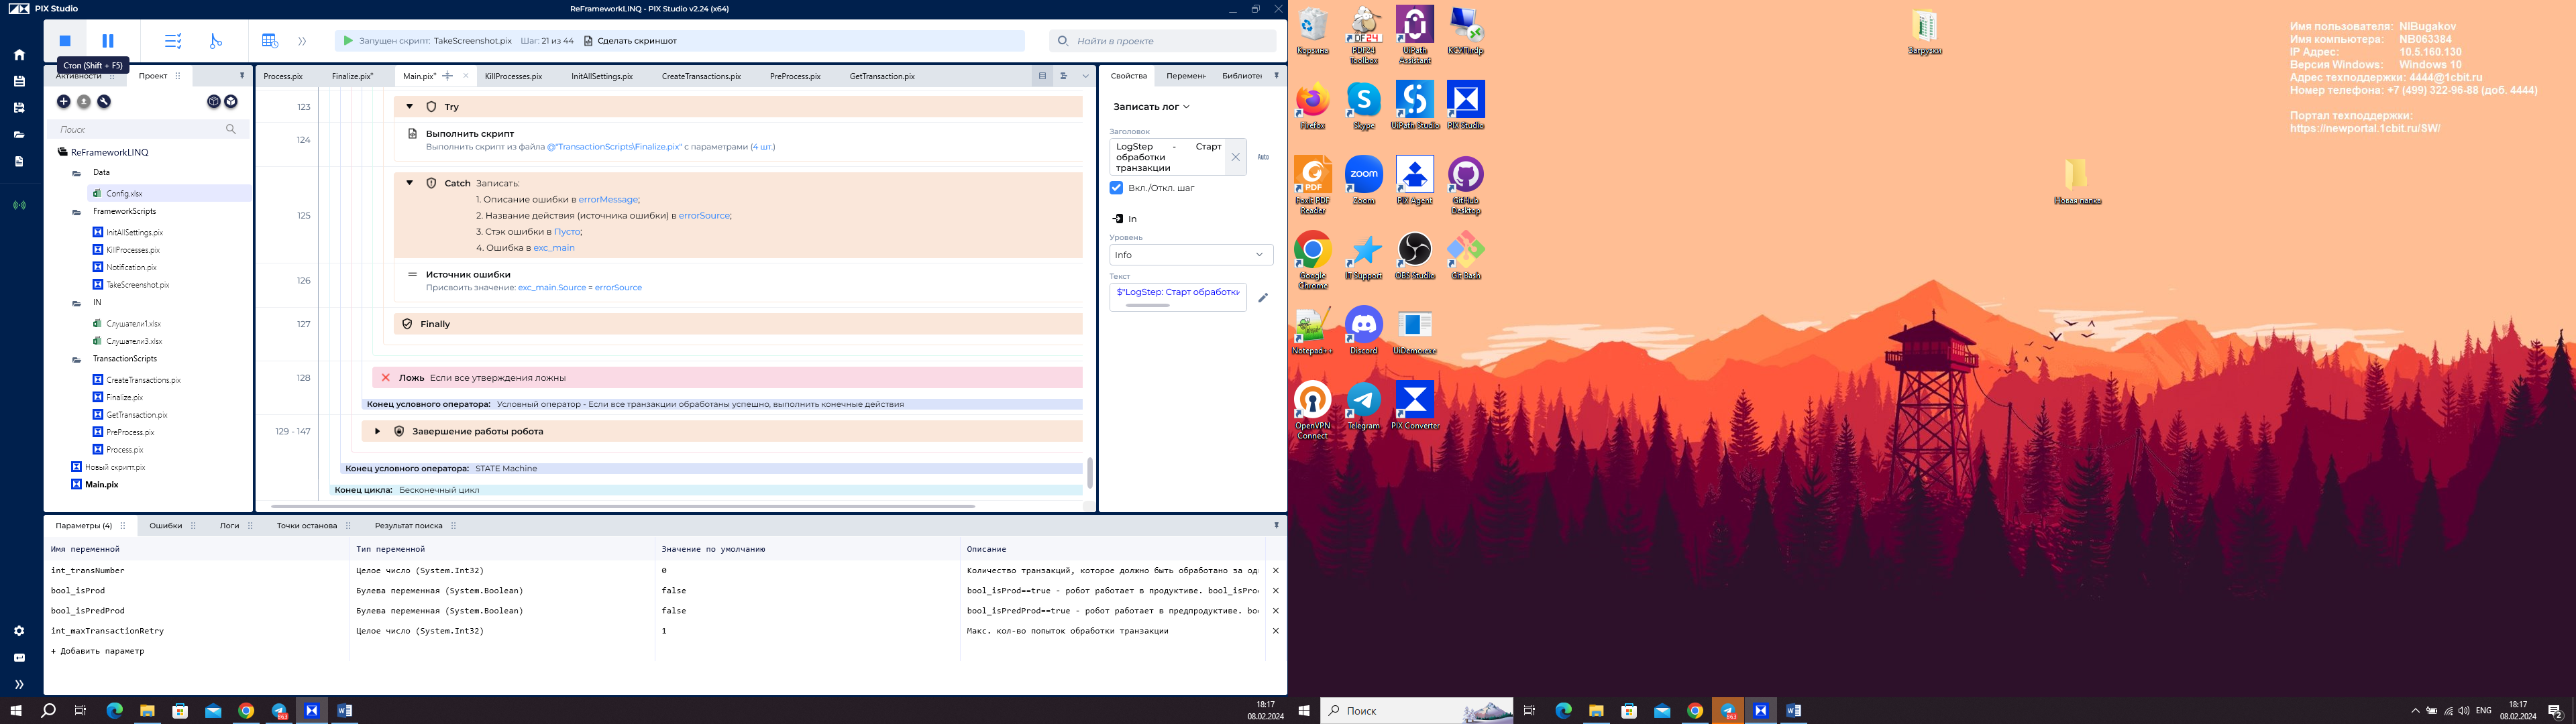 PIX Studio
ReFrameworkLINQ - PIX Studio v2.24 (x64)
Запущен скрипт: TakeScreenshot.pix Шаг: 21 из 44 Сделать скриншот
Найти в проекте
Стоп (Shift + F5)
Активности Проект
Поиск
ReFrameworkLINQ
Data
Config.xlsx
FrameworkScripts
InitAllSettings.pix
KillProcesses.pix
Notification.pix
TakeScreenshot.pix
IN
Слушатели1.xlsx
Слушатели3.xlsx
TransactionScripts
CreateTransactions.pix
Finalize.pix
GetTransaction.pix
PreProcess.pix
Process.pix
Новый скрипт.pix
Main.pix
Process.pix Finalize.pix* Main.pix* KillProcesses.pix InitAllSettings.pix CreateTransactions.pix PreProcess.pix GetTransaction.pix
123 Try
124 Выполнить скрипт
Выполнить скрипт из файла @"TransactionScripts\Finalize.pix" с параметрами (4 шт.)
125 Catch Записать:
1. Описание ошибки в errorMessage;
2. Название действия (источника ошибки) в errorSource;
3. Стэк ошибки в Пусто;
4. Ошибка в exc_main
126 Источник ошибки
Присвоить значение: exc_main.Source = errorSource
127 Finally
128 Ложь Если все утверждения ложны
Конец условного оператора: Условный оператор - Если все транзакции обработаны успешно, выполнить конечные действия
129 - 147 Завершение работы робота
Конец условного оператора: STATE Machine
Конец цикла: Бесконечный цикл
Свойства Перемен Библиотек
Записать лог
Заголовок
LogStep - Старт
обработки
транзакции
Auto
Вкл./Откл. шаг
In
Уровень
Info
Текст
$"LogStep: Старт обработки
Параметры (4) Ошибки Логи Точки останова Результат поиска
Имя переменной Тип переменной Значение по умолчанию Описание
int_transNumber Целое число (System.Int32) 0 Количество транзакций, которое должно быть обработано за од
bool_isProd Булева переменная (System.Boolean) false bool_isProd==true - робот работает в продуктиве. bool_isPro
bool_isPredProd Булева переменная (System.Boolean) false bool_isPredProd==true - робот работает в предпродуктиве. boo
int_maxTransactionRetry Целое число (System.Int32) 1 Макс. кол-во попыток обработки транзакции
+ Добавить параметр
18:17
08.02.2024
Корзина
PDF24 Toolbox
UiPath Assistant
Загрузки
Firefox
Skype
UiPath Studio
PIX Studio
Foxit PDF Reader
Zoom
PIX Agent
GitHub Desktop
Новая папка
Google Chrome
IT Support
OBS Studio
Git Bash
Notepad++
Discord
UiDemo.exe
OpenVPN Connect
Telegram
PIX Converter
Имя пользователя: NIBugakov
Имя компьютера: NB063384
IP Адрес: 10.5.160.130
Версия Windows: Windows 10
Адрес техподдержки: 4444@1cbit.ru
Номер телефона: +7 (499) 322-96-88 (доб. 4444)
Портал техподдержки:
https://newportal.1cbit.ru/SW/
Поиск
ENG
18:17
08.02.2024